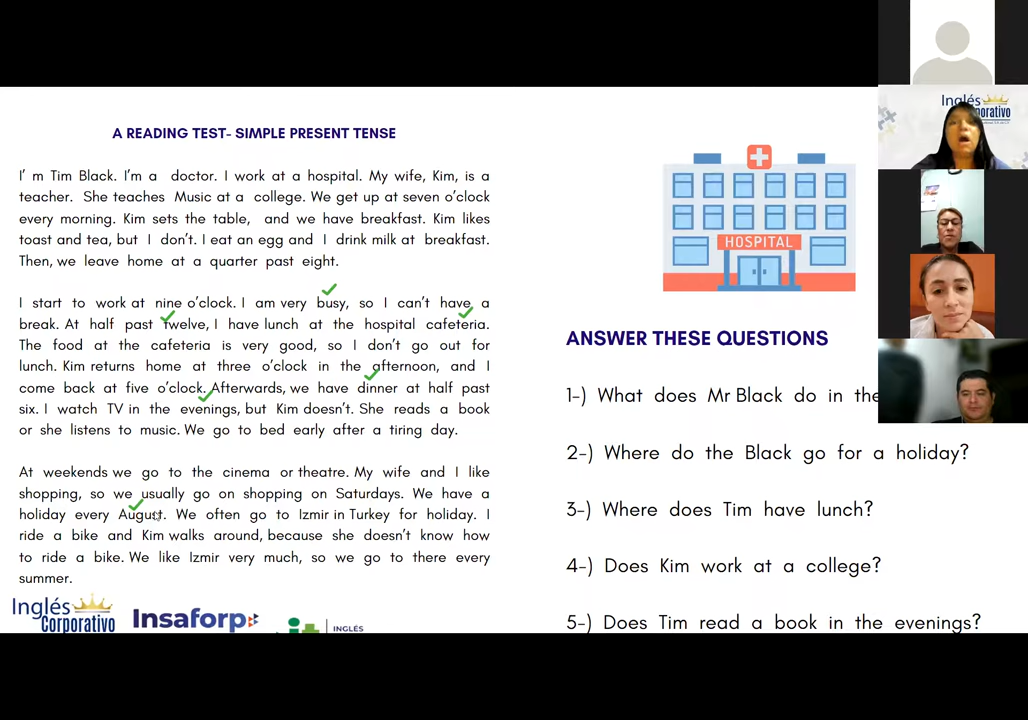 A READING TEST- SIMPLE PRESENT TENSE
I' m Tim Black. I'm a doctor. I work at a hospital. My wife, Kim, is a
teacher. She teaches Music at a college. We get up at seven o'clock
every morning. Kim sets the table, and we have breakfast. Kim likes
toast and tea, but I don't. I eat an egg and I drink milk at breakfast.
Then, we leave home at a quarter past eight.
I start to work at nine o'clock. I am very busy, so I can't have a
break. At half past twelve, I have lunch at the hospital cafeteria.
The food at the cafeteria is very good, so I don't go out for
lunch. Kim returns home at three o'clock in the afternoon, and I
come back at five o'clock. Afterwards, we have dinner at half past
six. I watch TV in the evenings, but Kim doesn't. She reads a book
or she listens to music. We go to bed early after a tiring day.
At weekends we go to the cinema or theatre. My wife and I like
shopping, so we usually go on shopping on Saturdays. We have a
holiday every August. We often go to Izmir in Turkey for holiday. I
ride a bike and Kim walks around, because she doesn't know how
to ride a bike. We like Izmir very much, so we go to there every
summer.
Inglés
Corporativo
Insaforp
INGLÉS
HOSPITAL
ANSWER THESE QUESTIONS
1-) What does Mr Black do in the
2-) Where do the Black go for a holiday?
3-) Where does Tim have lunch?
4-) Does Kim work at a college?
5-) Does Tim read a book in the evenings?